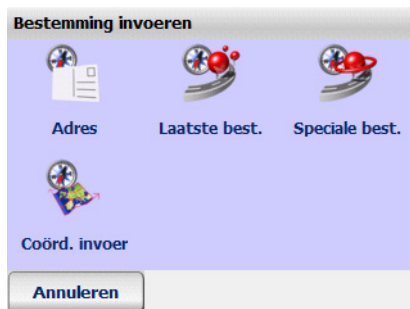 Bestemming invoeren
Adres
Laatste best.
Speciale best.
Coörd. invoer
Annuleren